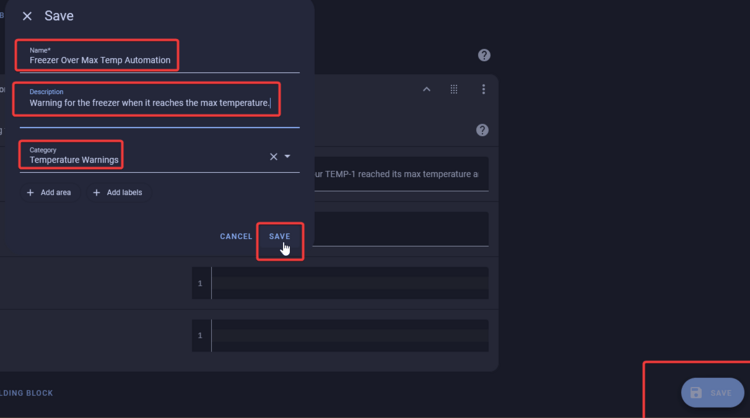 Save
Name*
Freezer Over Max Temp Automation
Description
Warning for the freezer when it reaches the max temperature.
Category
Temperature Warnings
Add area
Add labels
CANCEL
SAVE
ur TEMP-1 reached its max temperature a
1
1
LDING BLOCK
SAVE